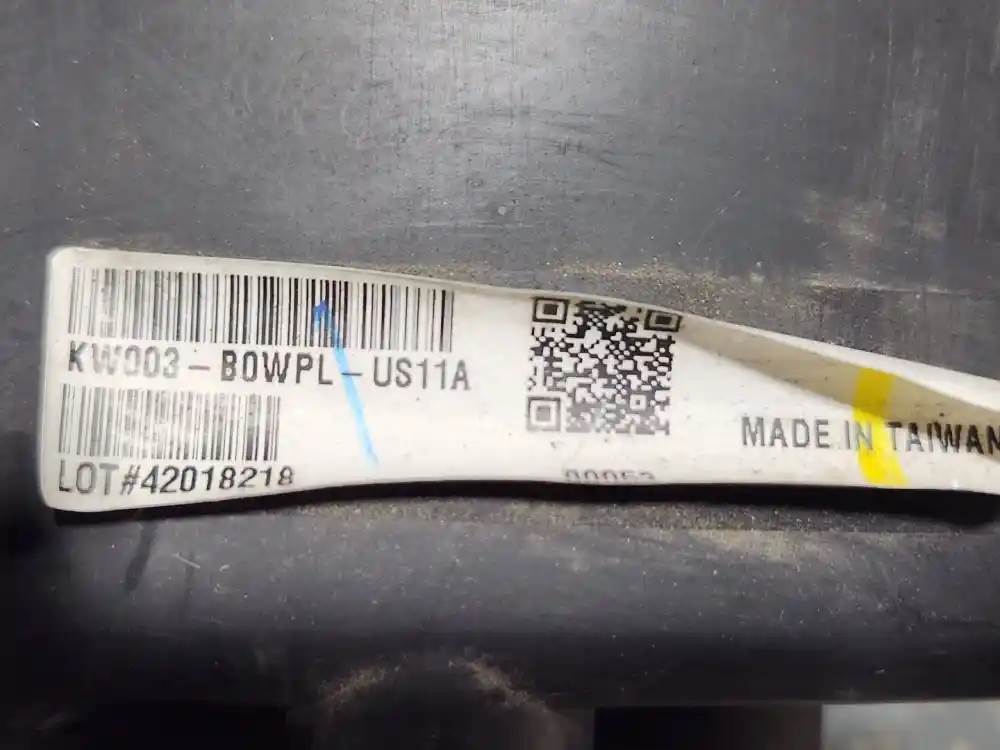 KW003-B0WPL-US11A
LOT#42018218
MADE IN TAIWAN